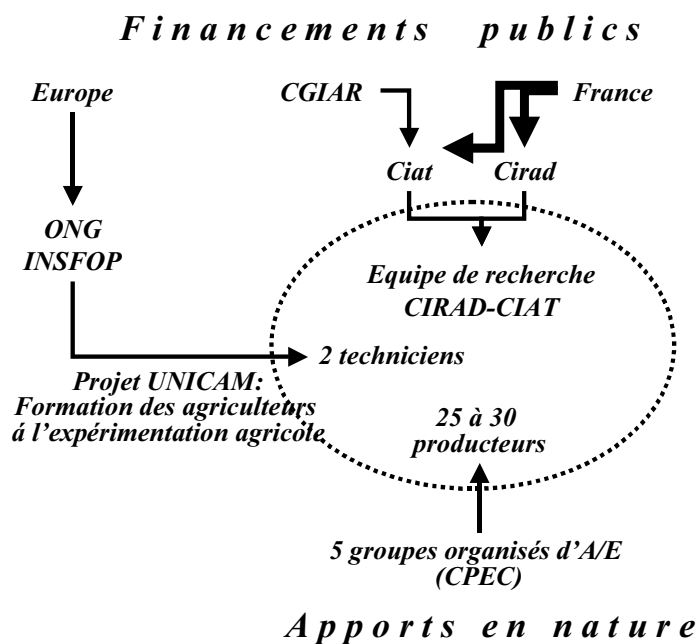 Financements publics
Europe
CGIAR
France
Ciat
Cirad
ONG
INSFOP
Equipe de recherche
CIRAD-CIAT
2 techniciens
Projet UNICAM:
Formation des agriculteurs
á l’expérimentation agricole
25 à 30
producteurs
5 groupes organisés d’A/E
(CPEC)
Apports en nature